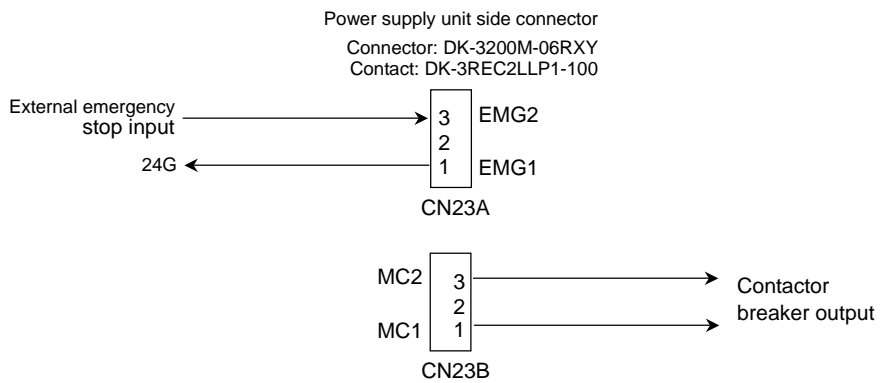 Power supply unit side connector
Connector: DK-3200M-06RXY
Contact: DK-3REC2LLP1-100
External emergency
stop input
3
EMG2
2
24G
1
EMG1
CN23A
MC2
3
Contactor
2
breaker output
MC1
1
CN23B